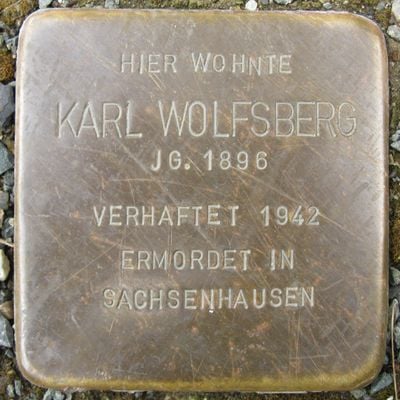 HIER WOHNTE
KARL WOLFSBERG
JG. 1896
VERHAFTET 1942
ERMORDET IN
SACHSENHAUSEN